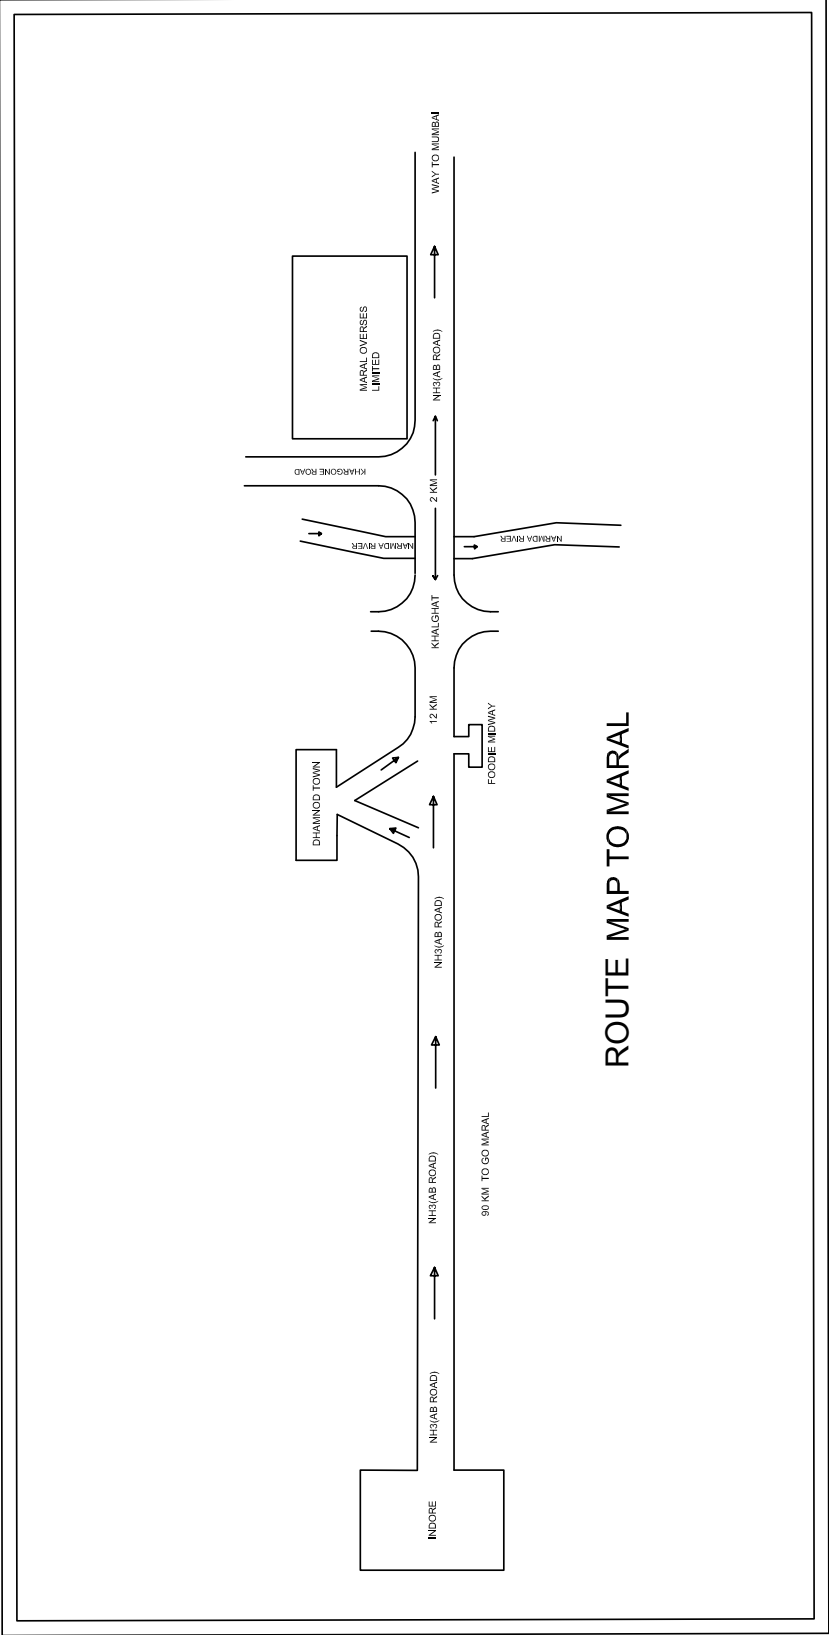 WAY TO MUMBAI
MARAL OVERSES
LIMITED
NH3(AB ROAD)
KHARGONE ROAD
2 KM
NARMDA RIVER
NARMDA RIVER
KHALGHAT
12 KM
FOODIE MIDWAY
DHAMNOD TOWN
NH3(AB ROAD)
ROUTE MAP TO MARAL
NH3(AB ROAD)
90 KM TO GO MARAL
NH3(AB ROAD)
INDORE